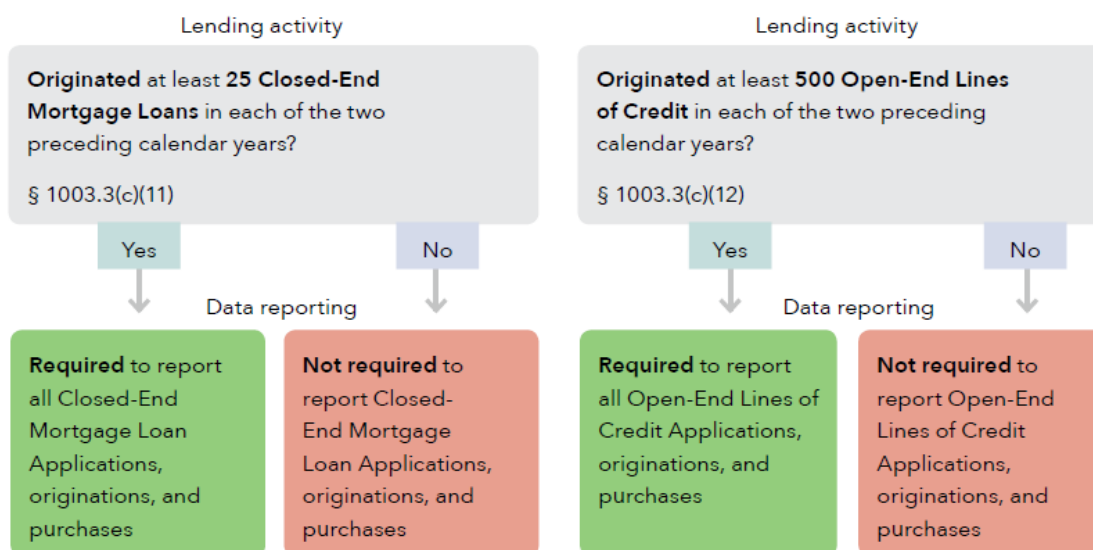 Lending activity
Originated at least 25 Closed-End
Mortgage Loans in each of the two
preceding calendar years?
§ 1003.3(c)(11)
Yes
No
Data reporting
Required to report
all Closed-End
Mortgage Loan
Applications,
originations, and
purchases
Not required to
report Closed-
End Mortgage
Loan Applications,
originations, and
purchases
Lending activity
Originated at least 500 Open-End Lines
of Credit in each of the two preceding
calendar years?
§ 1003.3(c)(12)
Yes
No
Data reporting
Required to report
all Open-End Lines of
Credit Applications,
originations, and
purchases
Not required to
report Open-End
Lines of Credit
Applications,
originations, and
purchases